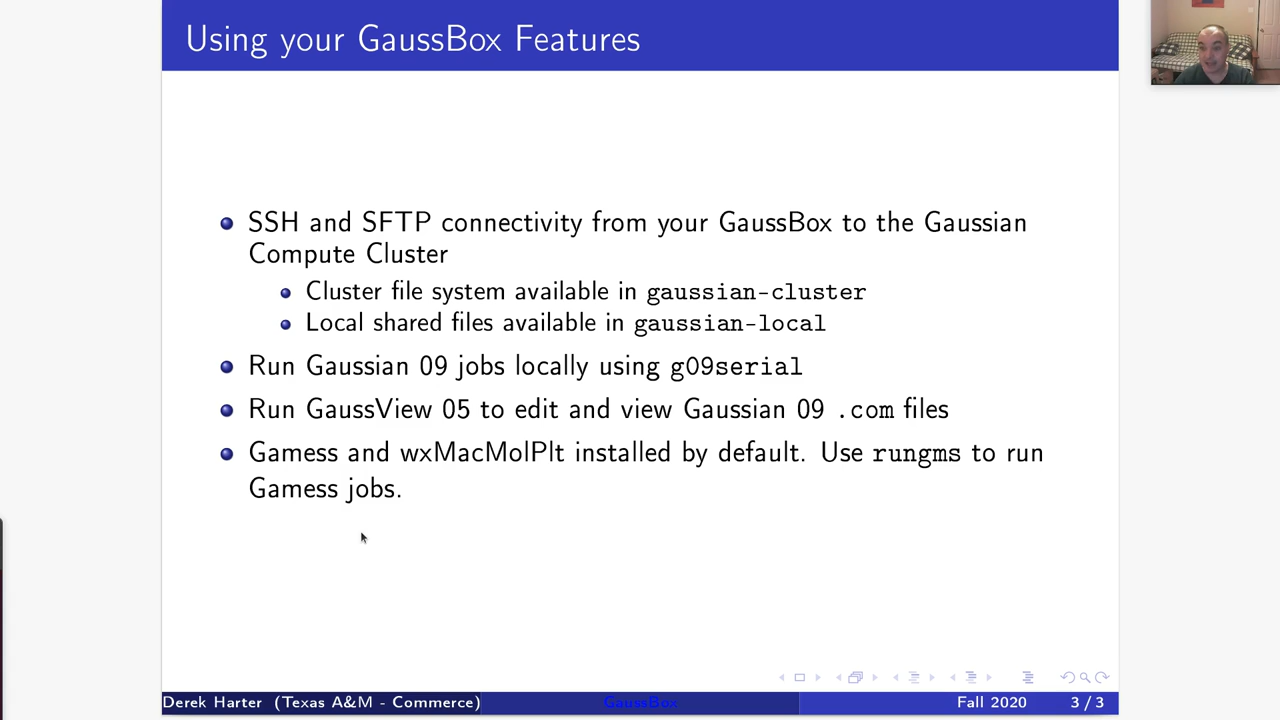 Using your GaussBox Features
SSH and SFTP connectivity from your GaussBox to the Gaussian
Compute Cluster
Cluster file system available in gaussian-cluster
Local shared files available in gaussian-local
Run Gaussian 09 jobs locally using g09serial
Run GaussView 05 to edit and view Gaussian 09 .com files
Gamess and wxMacMolPlt installed by default. Use rungms to run
Gamess jobs.
Derek Harter (Texas A&M - Commerce) GaussBox Fall 2020 3 / 3